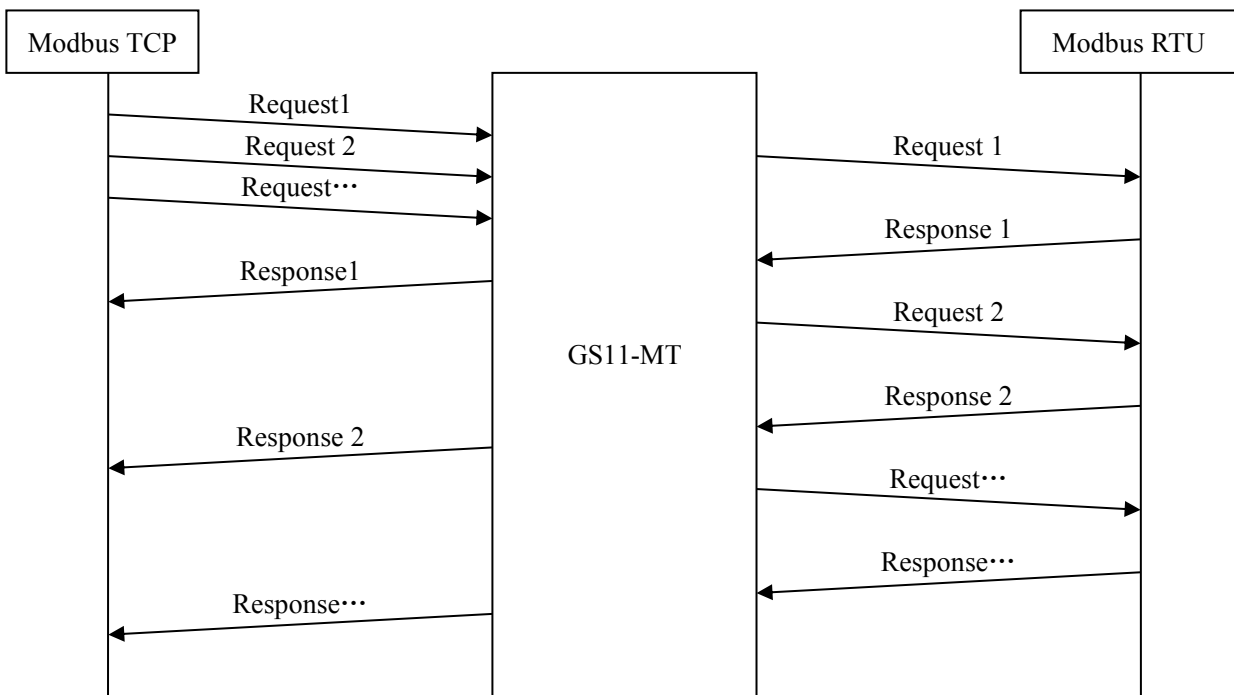 Modbus TCP
Modbus RTU
Request1
Request 2
Request 1
Request⋯
Response 1
Response1
Request 2
GS11-MT
Response 2
Response 2
Request⋯
Response⋯
Response⋯